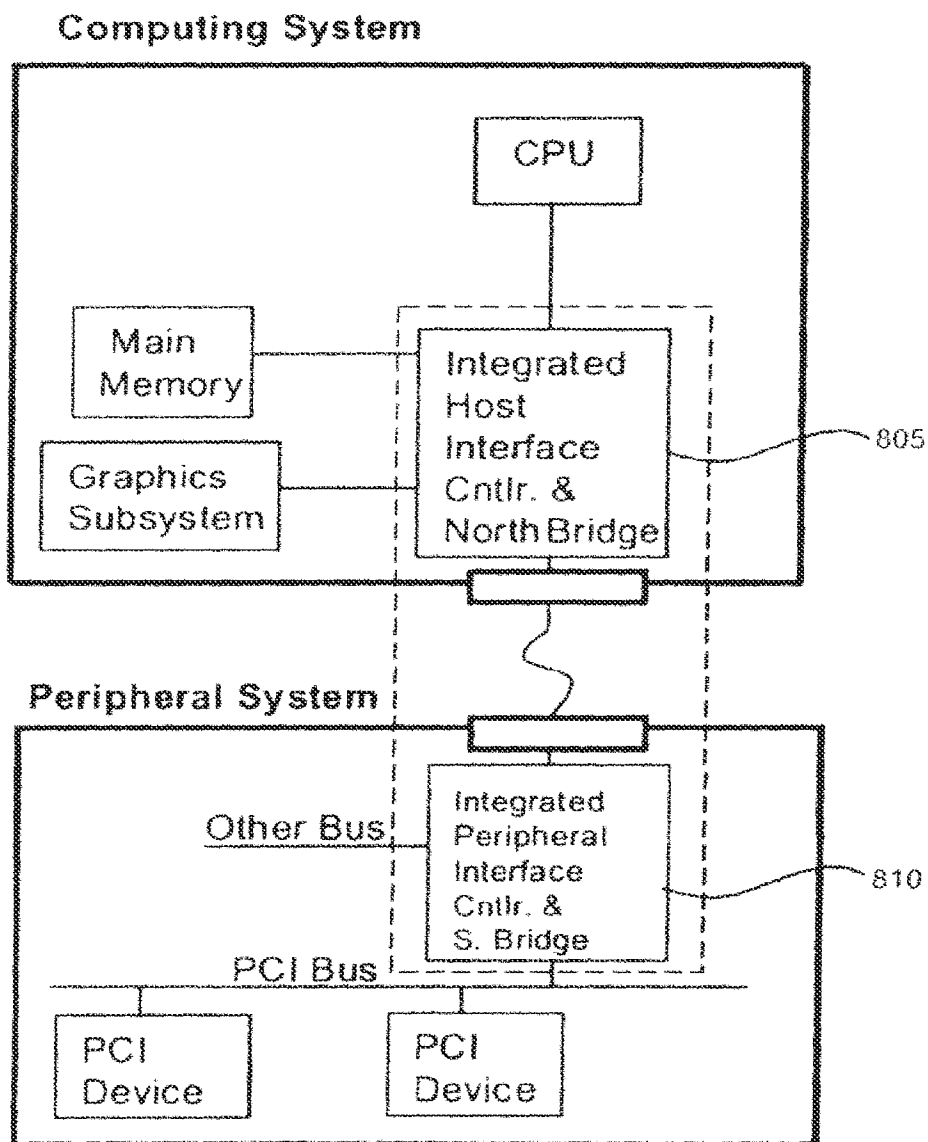 Computing System
CPU
Main
Memory
Graphics
Subsystem
Integrated
Host
Interface
Cntlr. &
North Bridge
805
Peripheral System
Other Bus
Integrated
Peripheral
Interface
Cntlr. &
S. Bridge
810
PCI Bus
PCI
Device
PCI
Device